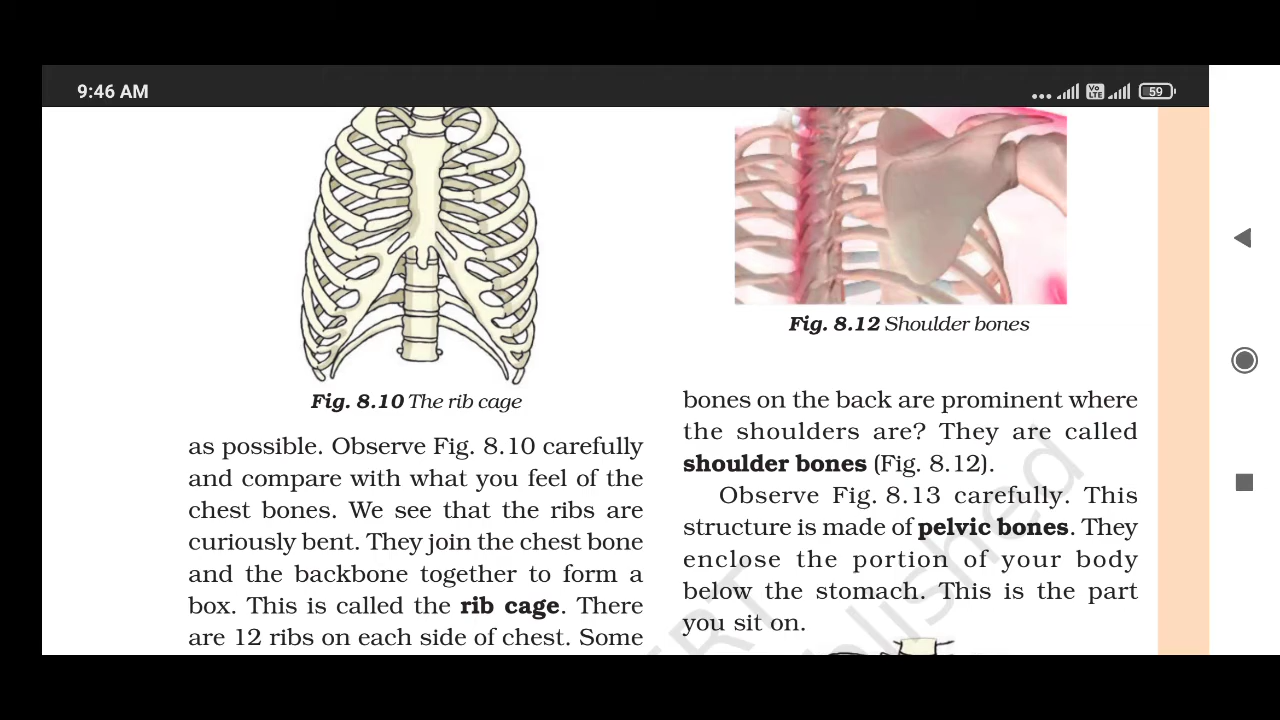 9:46 AM
Vo LTE
59
Fig. 8.10 The rib cage
as possible. Observe Fig. 8.10 carefully
and compare with what you feel of the
chest bones. We see that the ribs are
curiously bent. They join the chest bone
and the backbone together to form a
box. This is called the rib cage. There
are 12 ribs on each side of chest. Some
Fig. 8.12 Shoulder bones
bones on the back are prominent where
the shoulders are? They are called
shoulder bones (Fig. 8.12).
Observe Fig. 8.13 carefully. This
structure is made of pelvic bones. They
enclose the portion of your body
below the stomach. This is the part
you sit on.